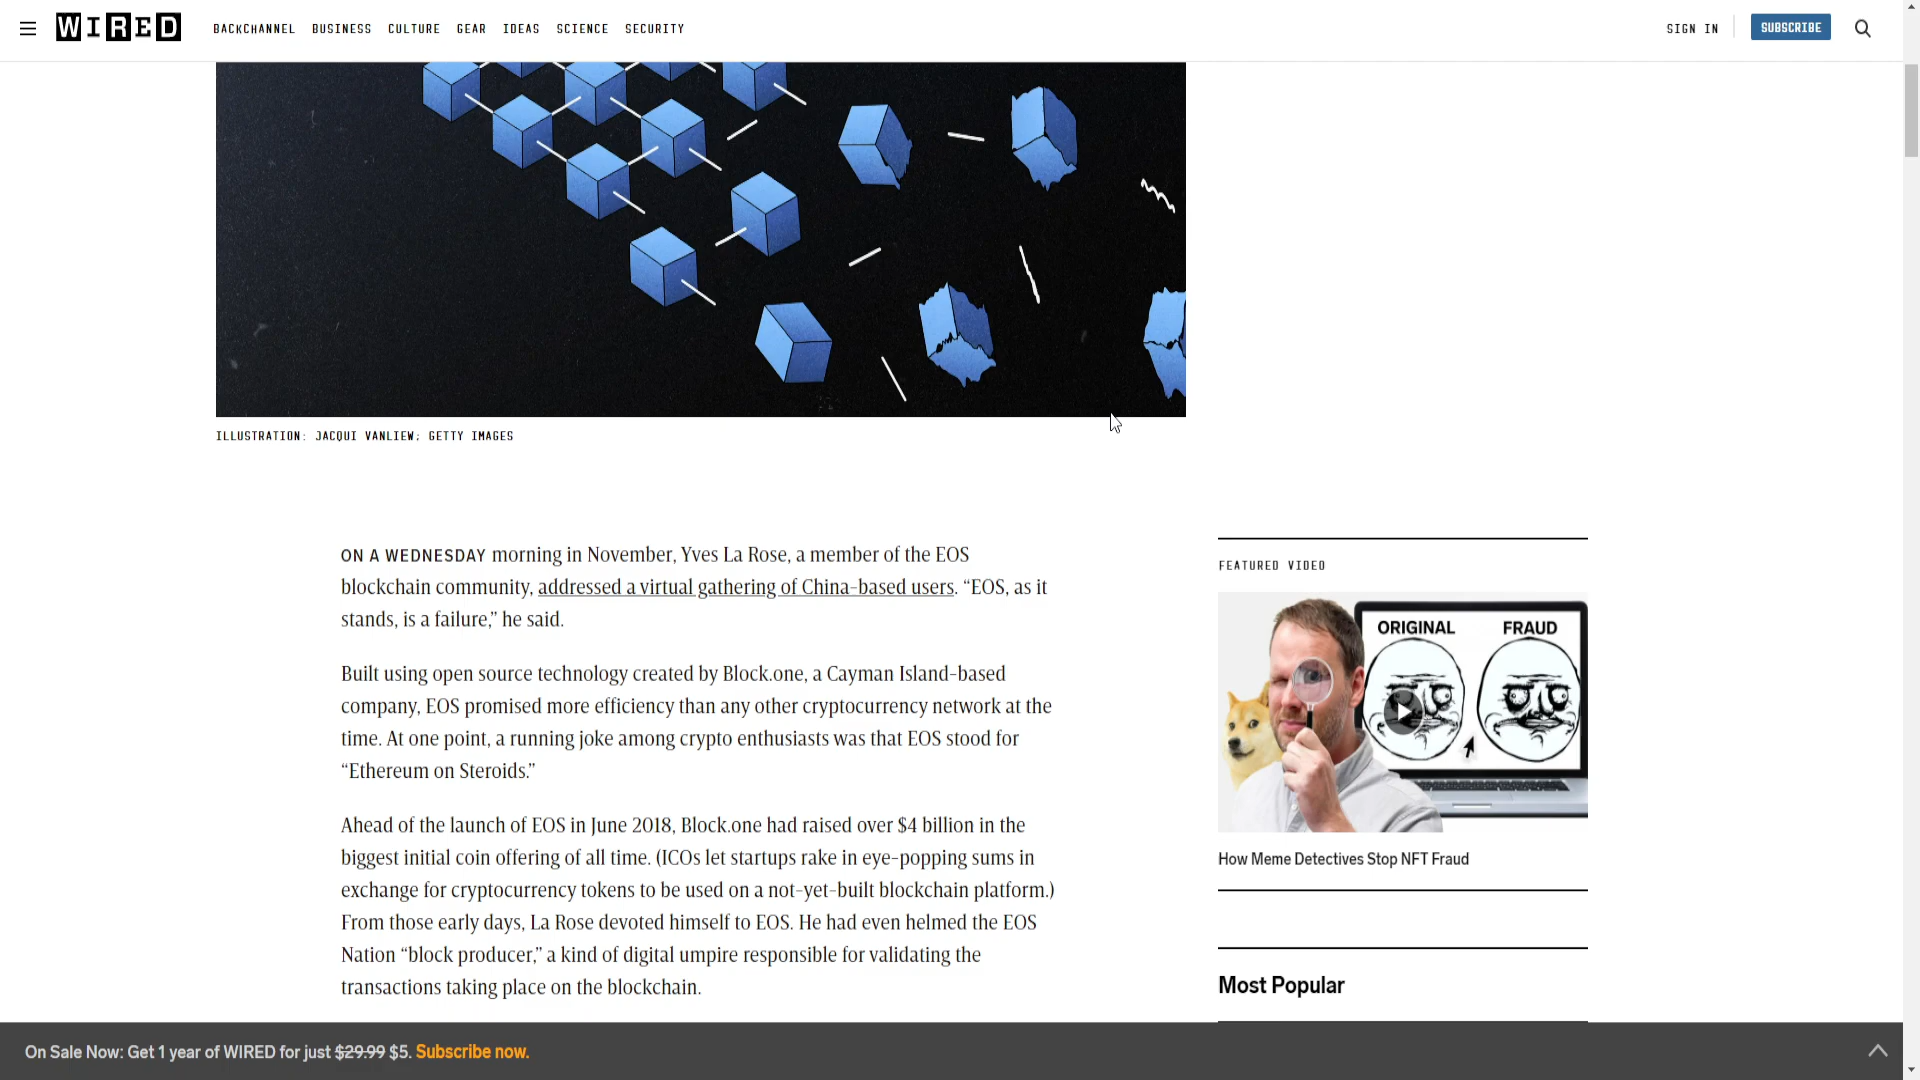 WIRED
BACKCHANNEL BUSINESS CULTURE GEAR IDEAS SCIENCE SECURITY
SIGN IN
SUBSCRIBE
ILLUSTRATION: JACQUI VANLIEW; GETTY IMAGES
ON A WEDNESDAY morning in November, Yves La Rose, a member of the EOS
blockchain community, addressed a virtual gathering of China-based users. “EOS, as it
stands, is a failure,” he said.
Built using open source technology created by Block.one, a Cayman Island-based
company, EOS promised more efficiency than any other cryptocurrency network at the
time. At one point, a running joke among crypto enthusiasts was that EOS stood for
“Ethereum on Steroids.”
Ahead of the launch of EOS in June 2018, Block.one had raised over $4 billion in the
biggest initial coin offering of all time. (ICOs let startups rake in eye-popping sums in
exchange for cryptocurrency tokens to be used on a not-yet-built blockchain platform.)
From those early days, La Rose devoted himself to EOS. He had even helmed the EOS
Nation “block producer,” a kind of digital umpire responsible for validating the
transactions taking place on the blockchain.
FEATURED VIDEO
ORIGINAL FRAUD
How Meme Detectives Stop NFT Fraud
Most Popular
On Sale Now: Get 1 year of WIRED for just $29.99 $5. Subscribe now.